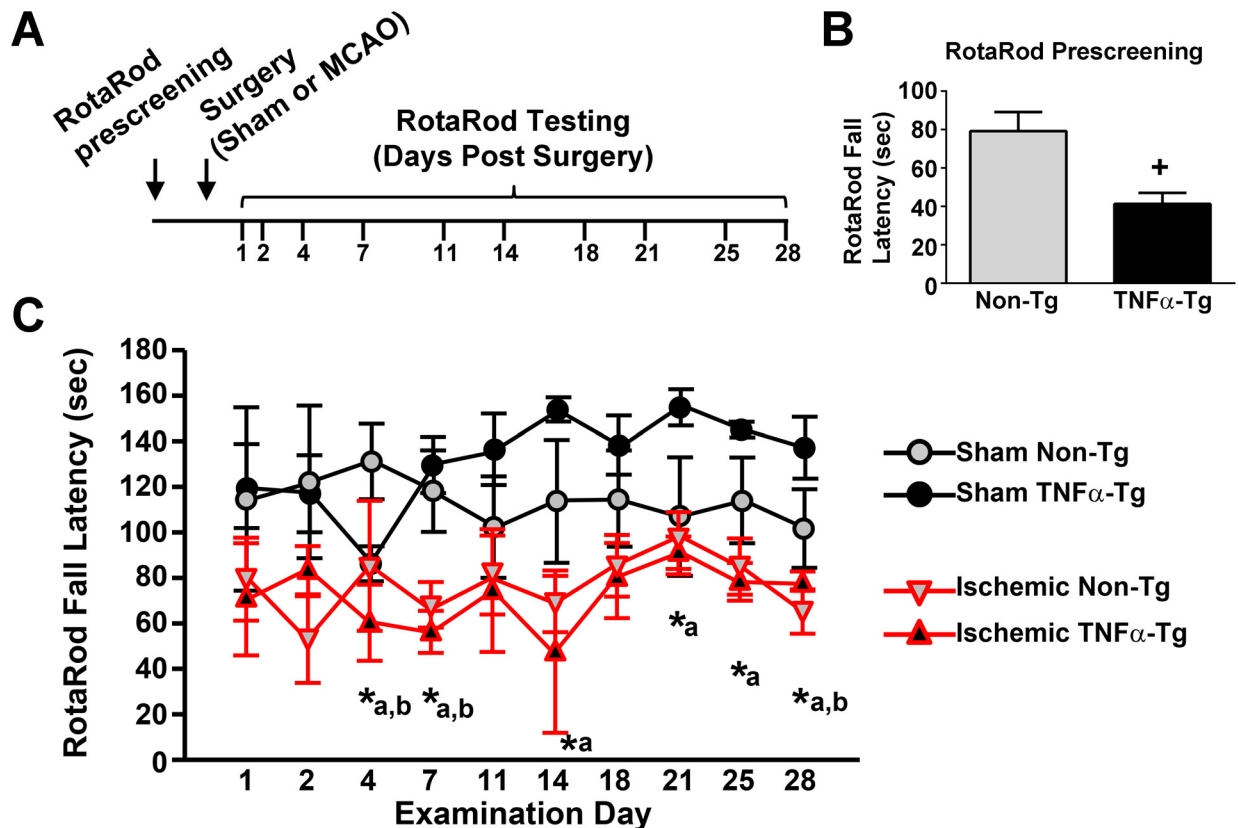 A
RotaRod
prescreening
Surgery
(Sham or MCAO)
RotaRod Testing
(Days Post Surgery)
1 2 4 7 11 14 18 21 25 28
B
RotaRod Prescreening
RotaRod Fall
Latency (sec)
100
80
60
40
20
0
+
Non-Tg TNFα-Tg
C
RotaRod Fall Latency (sec)
180
160
140
120
100
80
60
40
20
0
*a,b
*a,b
*a
*a
*a
*a,b
1 2 4 7 11 14 18 21 25 28
Examination Day
Sham Non-Tg
Sham TNFα-Tg
Ischemic Non-Tg
Ischemic TNFα-Tg